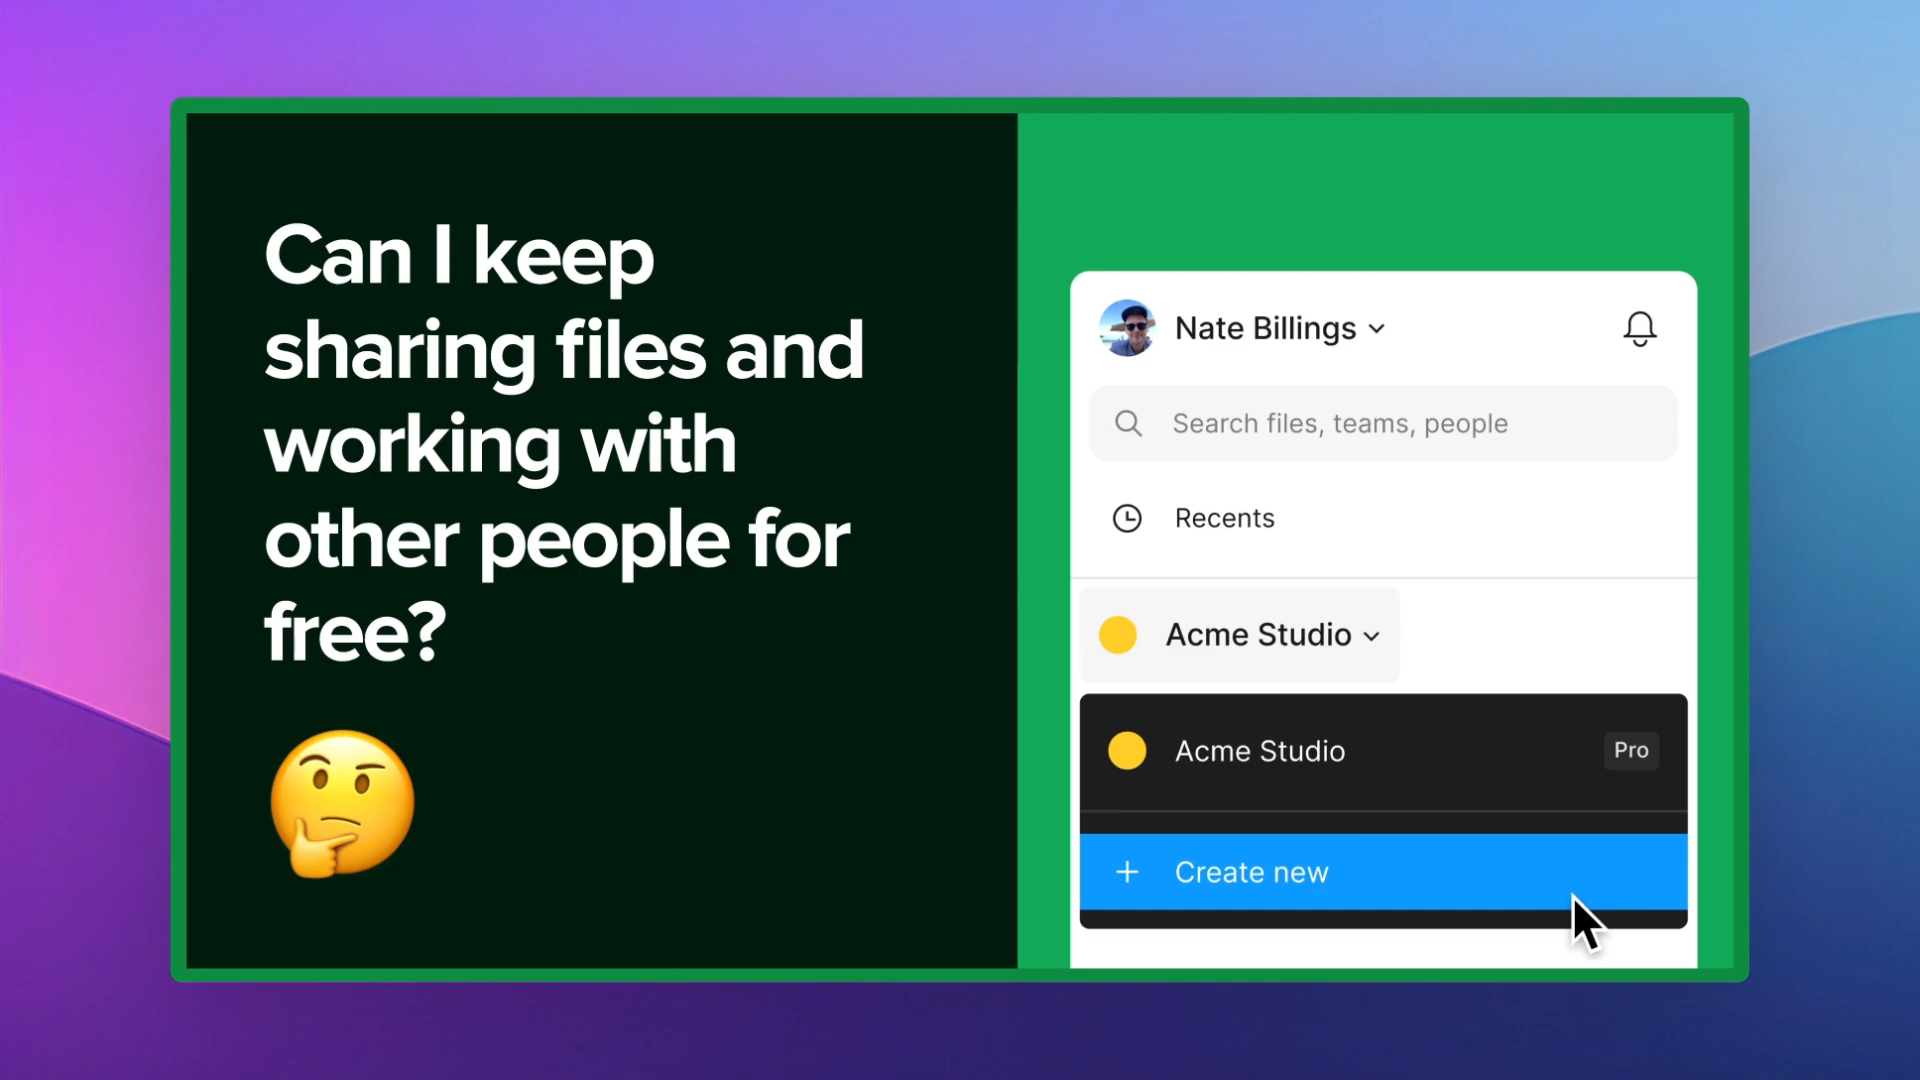 Can I keep
sharing files and
working with
other people for
free?
Nate Billings
Search files, teams, people
Recents
Acme Studio
Acme Studio
Pro
Create new